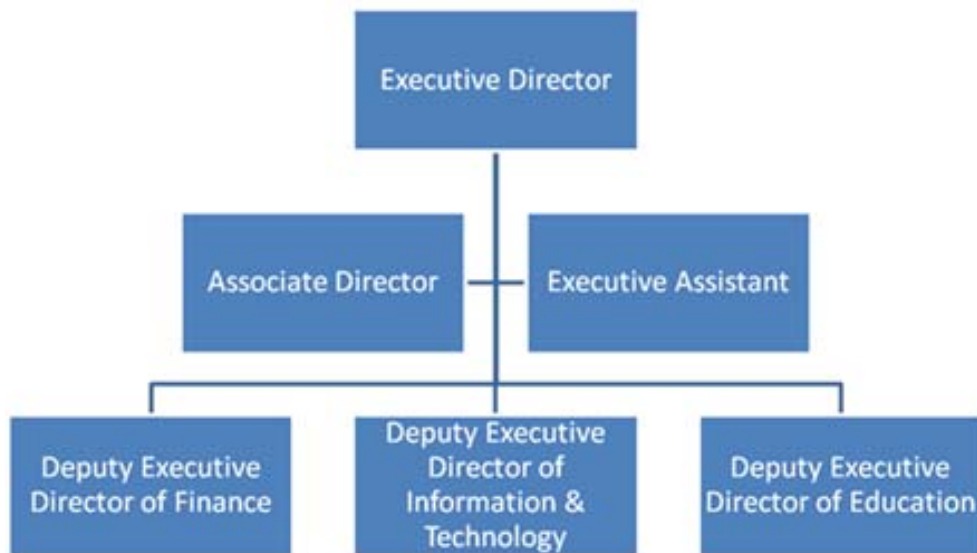 Executive Director
Associate Director
Executive Assistant
Deputy Executive
Director of Finance
Deputy Executive
Director of
Information &
Technology
Deputy Executive
Director of Education